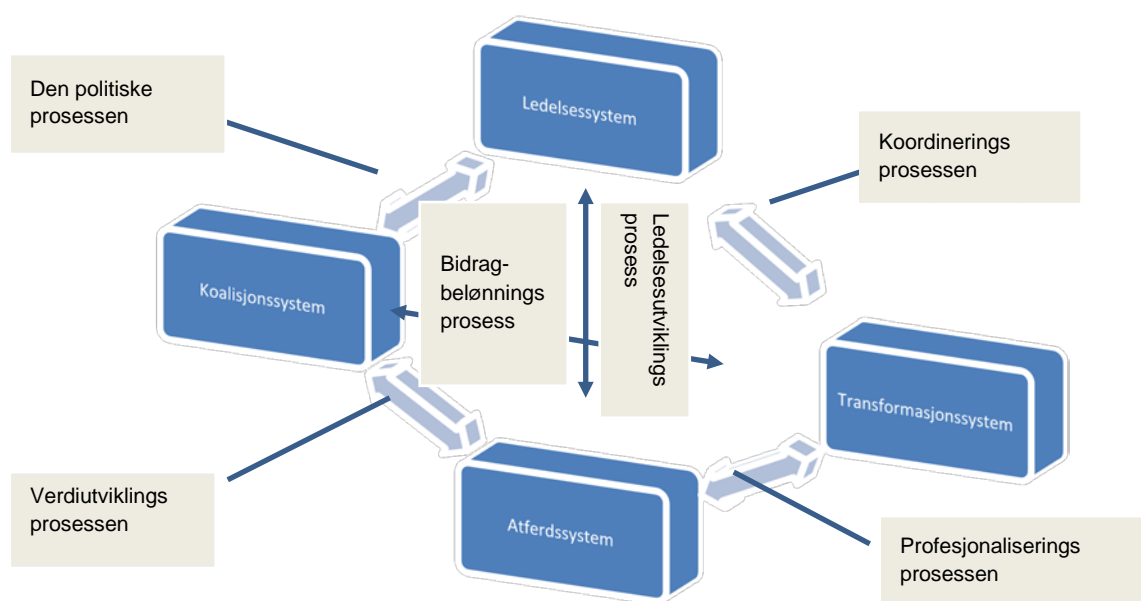 Ledelsessystem
Den politiske
prosessen
Koordinerings
prosessen
Bidrag-
belønnings
prosess
Ledelsesutviklings
prosess
Koalisjonssystem
Transformasjonssystem
Verdiutviklings
prosessen
Atferdssystem
Profesjonaliserings
prosessen